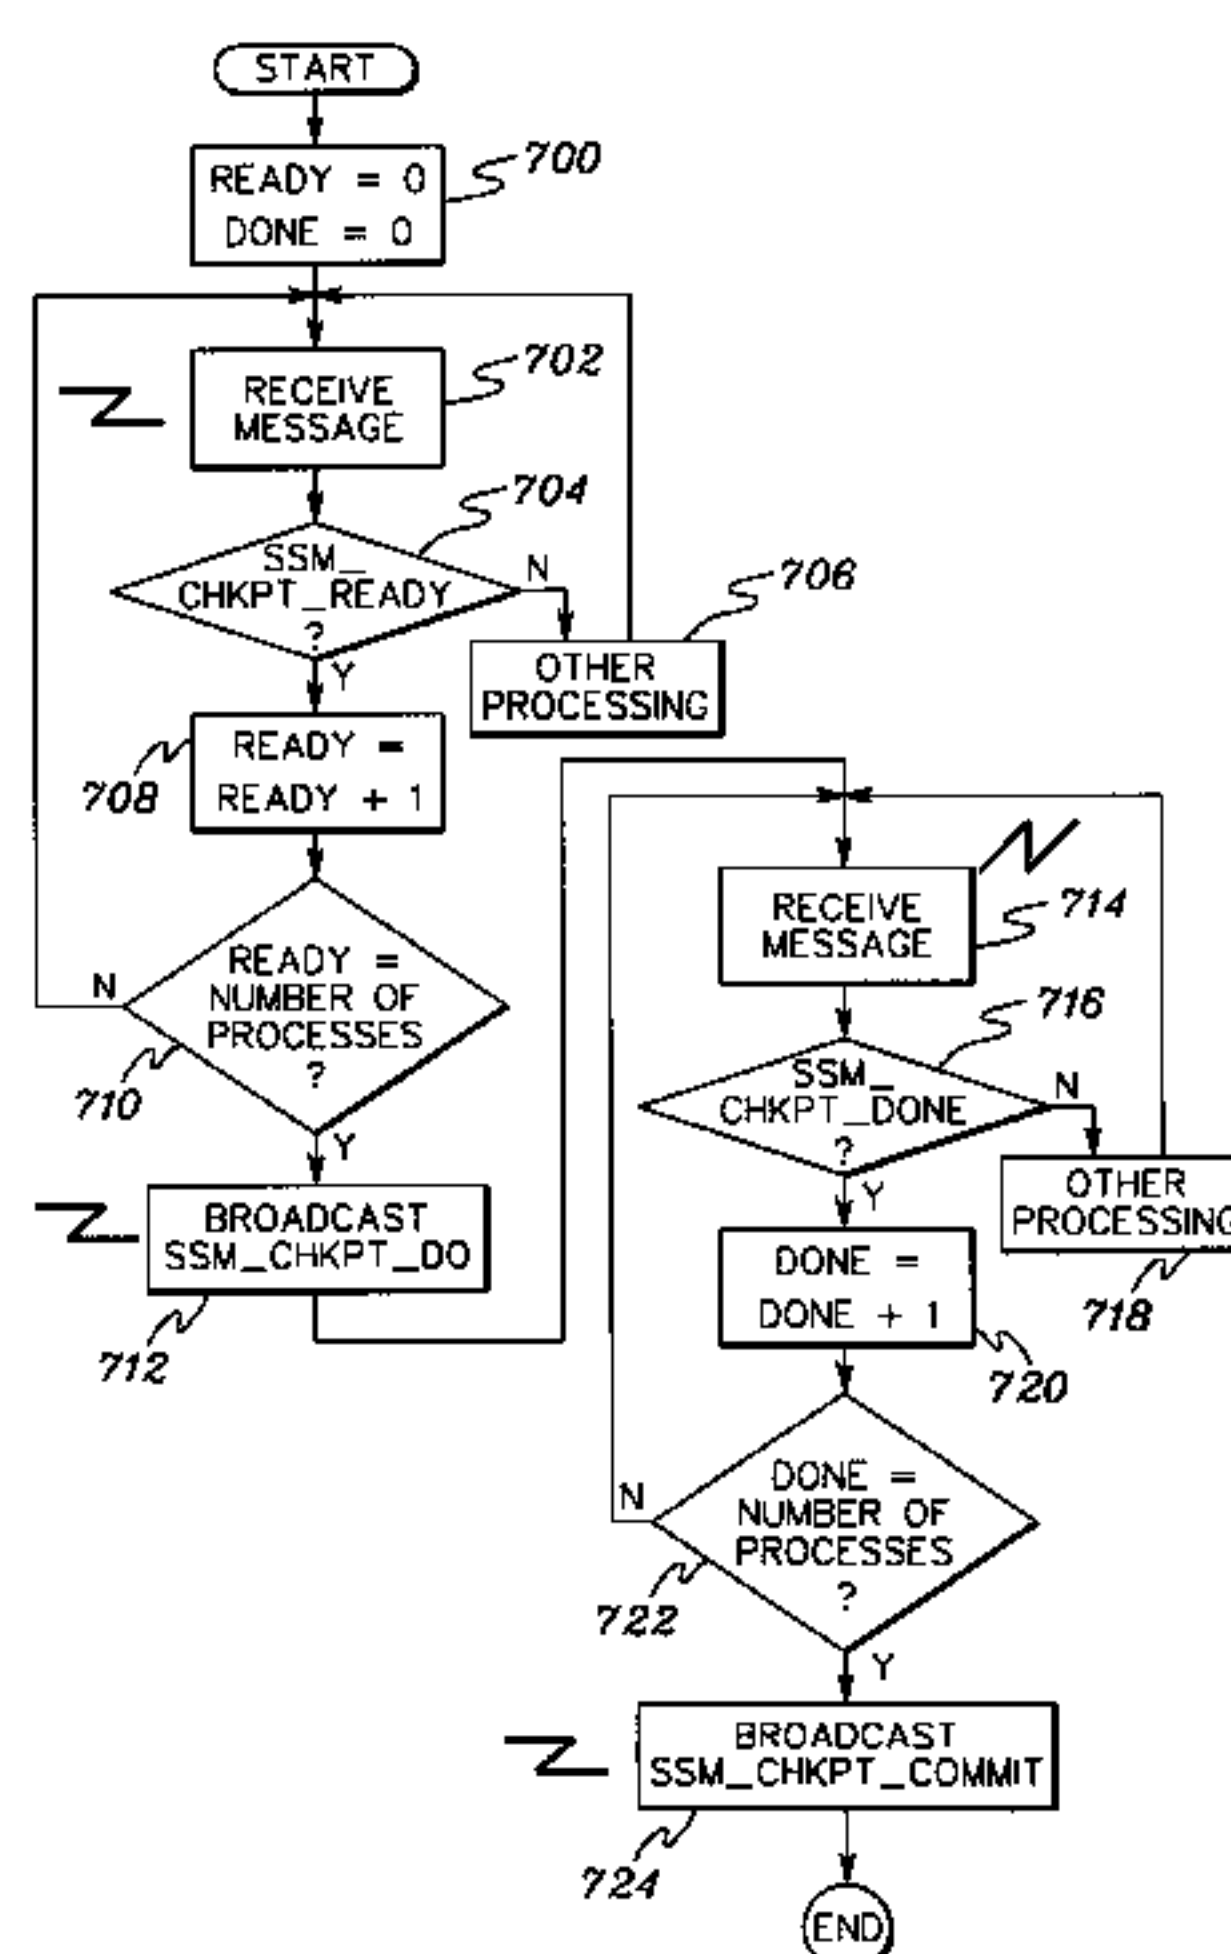 START
READY = 0
DONE = 0
700
RECEIVE
MESSAGE
702
SSM_
CHKPT_READY
?
704
N
Y
OTHER
PROCESSING
706
READY =
READY + 1
708
READY =
NUMBER OF
PROCESSES
?
710
N
Y
BROADCAST
SSM_CHKPT_DO
712
RECEIVE
MESSAGE
714
SSM_
CHKPT_DONE
?
716
N
Y
OTHER
PROCESSING
718
DONE =
DONE + 1
720
DONE =
NUMBER OF
PROCESSES
?
722
N
Y
BROADCAST
SSM_CHKPT_COMMIT
724
END